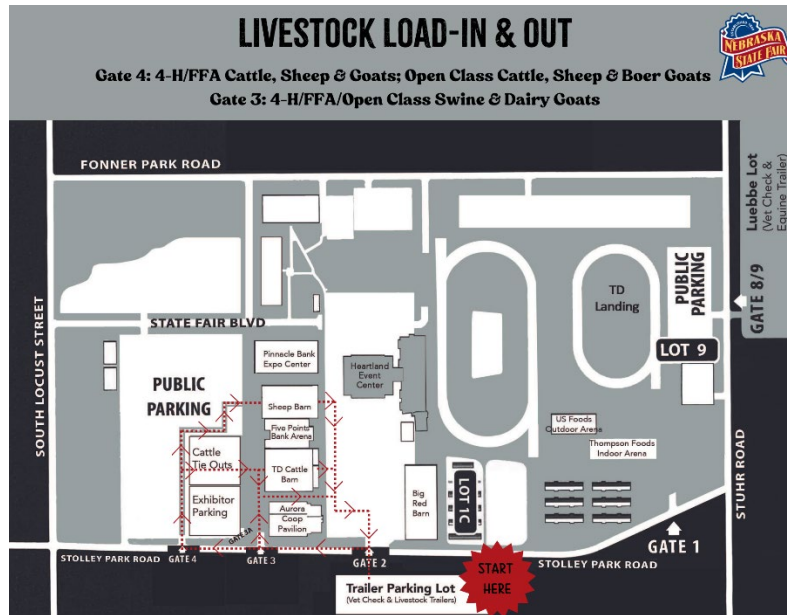 LIVESTOCK LOAD-IN & OUT
NEBRASKA
STATE FAIR
Gate 4: 4-H/FFA Cattle, Sheep & Goats; Open Class Cattle, Sheep & Boer Goats
Gate 3: 4-H/FFA/Open Class Swine & Dairy Goats
FONNER PARK ROAD
Luebbe Lot
(Vet Check &
Equine Trailer)
GATE 8/9
SOUTH LOCUST STREET
STATE FAIR BLVD
TD
Landing
PUBLIC
PARKING
LOT 9
Pinnacle Bank
Expo Center
Heartland
Event
Center
PUBLIC
PARKING
Sheep Barn
Five Points
Bank Arena
US Foods
Outdoor Arena
Thompson Foods
Indoor Arena
Cattle
Tie Outs
TD Cattle
Barn
Exhibitor
Parking
Big
Red
Barn
LOT 1C
Aurora
Coop
Pavilion
GATE 3A
STUHR ROAD
GATE 1
STOLLEY PARK ROAD
GATE 4
GATE 3
GATE 2
STOLLEY PARK ROAD
START
HERE
Trailer Parking Lot
(Vet Check & Livestock Trailers)